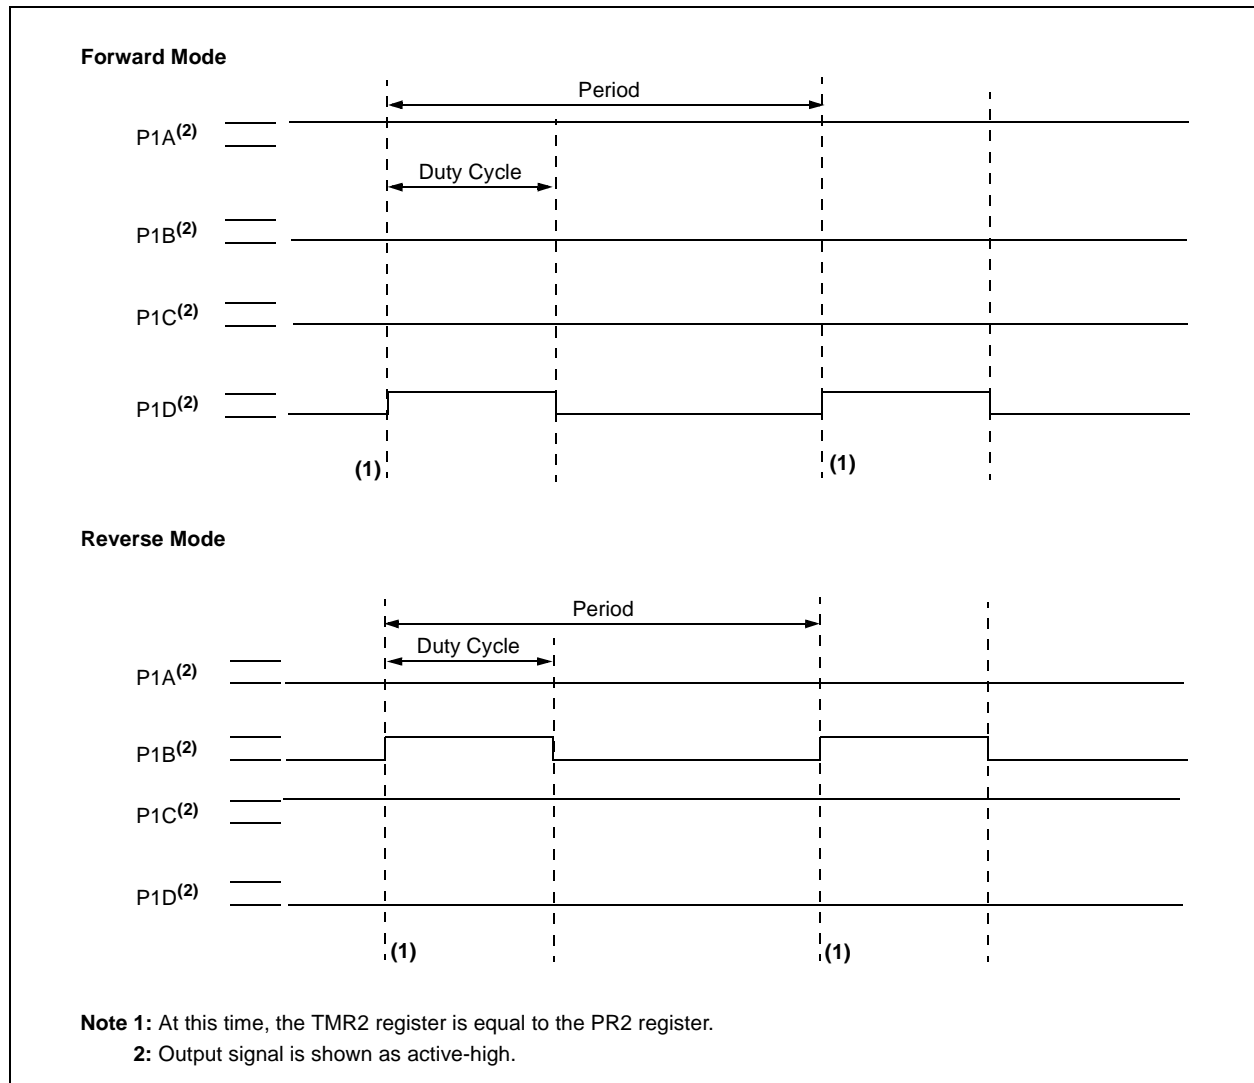 Forward Mode
Period
P1A(2)
Duty Cycle
P1B(2)
P1C(2)
P1D(2)
(1)
(1)
Reverse Mode
Period
Duty Cycle
P1A(2)
P1B(2)
P1C(2)
P1D(2)
(1)
(1)
Note 1: At this time, the TMR2 register is equal to the PR2 register.
2: Output signal is shown as active-high.